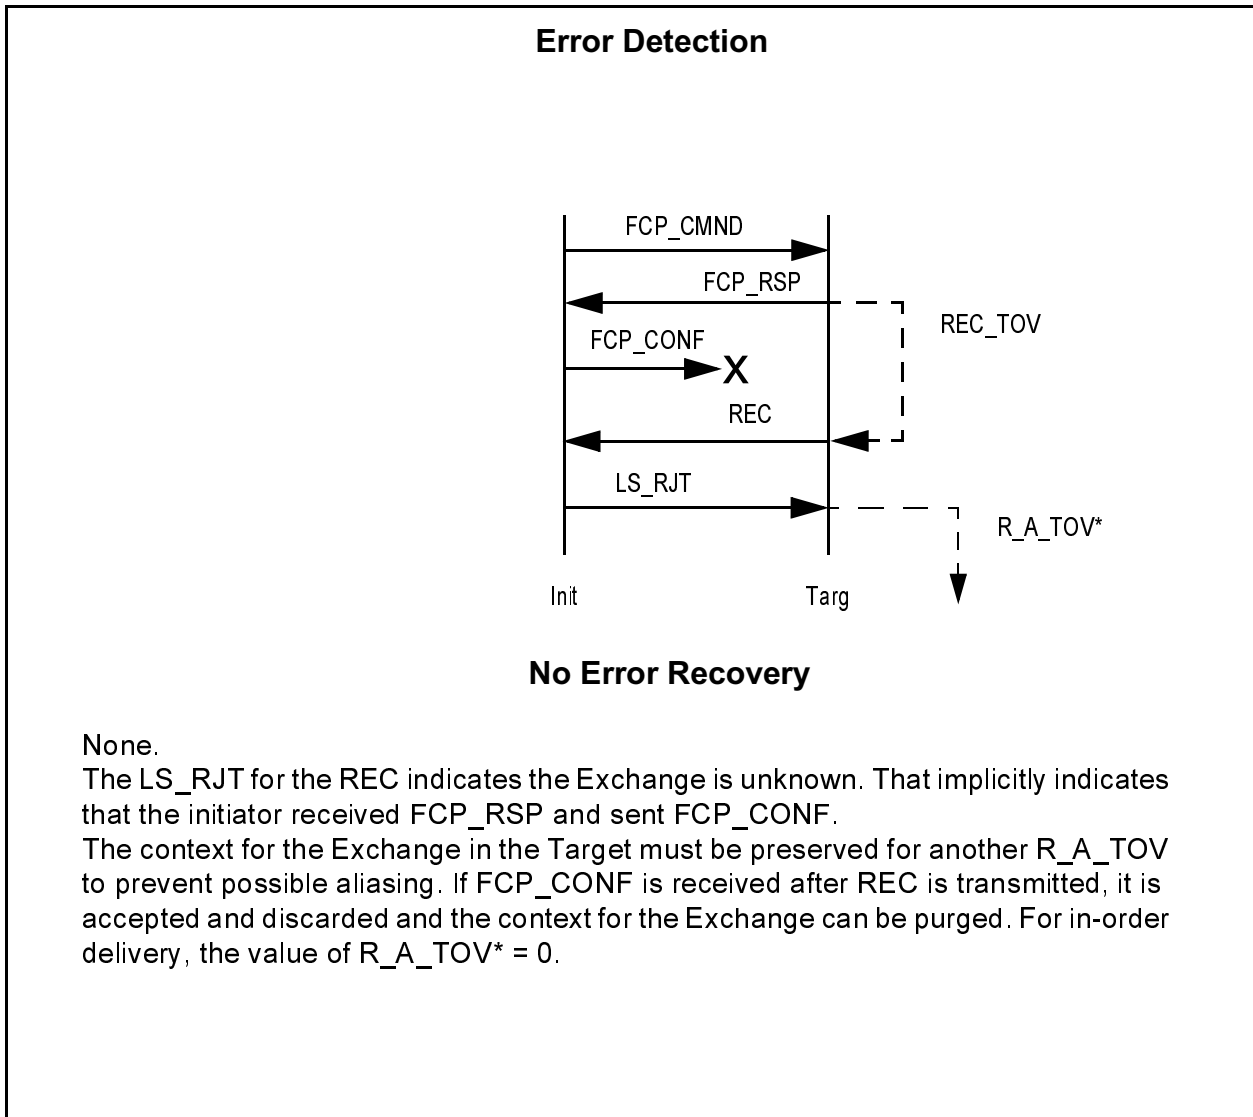 Error Detection
FCP_CMND
FCP_RSP
REC_TOV
FCP_CONF
X
REC
LS_RJT
R_A_TOV*
Init
Targ
No Error Recovery
None.
The LS_RJT for the REC indicates the Exchange is unknown. That implicitly indicates
that the initiator received FCP_RSP and sent FCP_CONF.
The context for the Exchange in the Target must be preserved for another R_A_TOV
to prevent possible aliasing. If FCP_CONF is received after REC is transmitted, it is
accepted and discarded and the context for the Exchange can be purged. For in-order
delivery, the value of R_A_TOV* = 0.